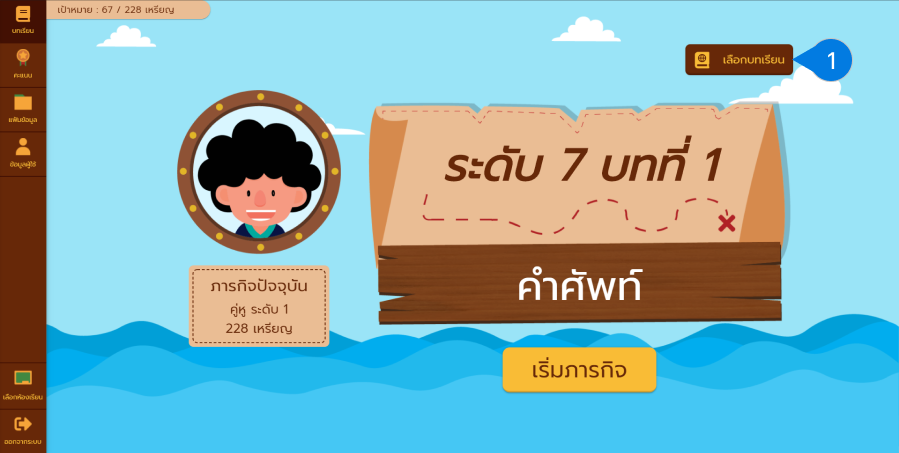 เป้าหมาย : 67 / 228 เหรียญ
บทเรียน
คะแนน
แฟ้มข้อมูล
ข้อมูลผู้ใช้
เลือกห้องเรียน
ออกจากระบบ
เลือกบทเรียน
1
ระดับ 7 บทที่ 1
คำศัพท์
ภารกิจปัจจุบัน
คู่หู ระดับ 1
228 เหรียญ
เริ่มภารกิจ